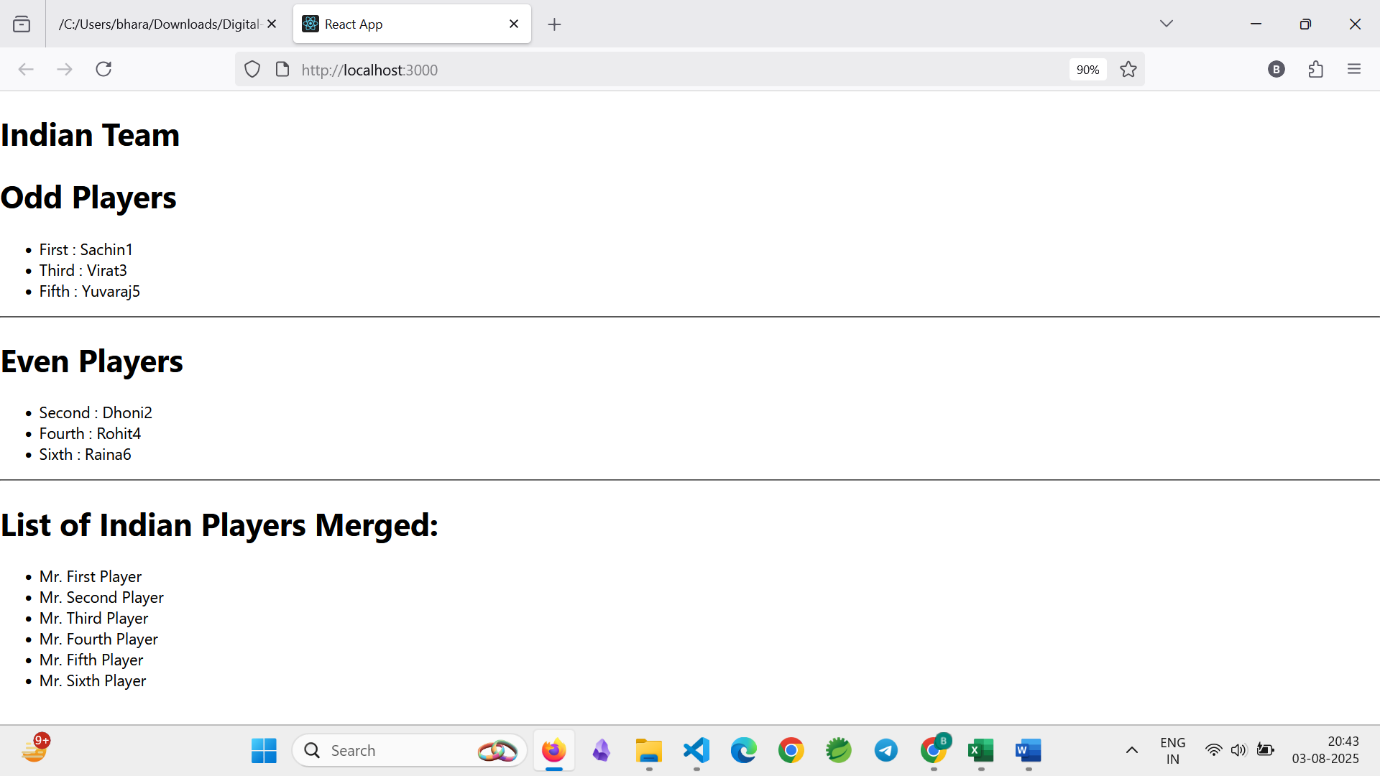 /C:/Users/bhara/Downloads/Digital-
React App
http://localhost:3000
90%
B
Indian Team
Odd Players
First : Sachin1
Third : Virat3
Fifth : Yuvaraj5
Even Players
Second : Dhoni2
Fourth : Rohit4
Sixth : Raina6
List of Indian Players Merged:
Mr. First Player
Mr. Second Player
Mr. Third Player
Mr. Fourth Player
Mr. Fifth Player
Mr. Sixth Player
9+
Search
B
X
W
ENG
IN
20:43
03-08-2025